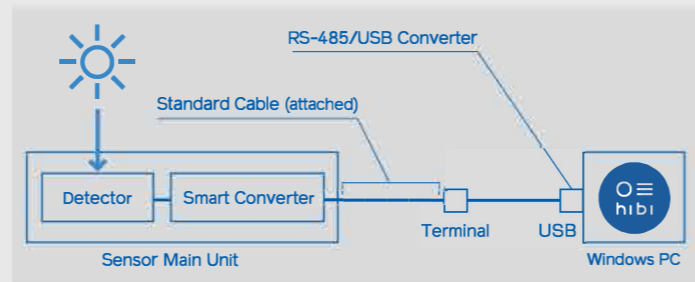 RS-485/USB Converter
Standard Cable (attached)
Detector
Smart Converter
Terminal
USB
hibi
Sensor Main Unit
Windows PC